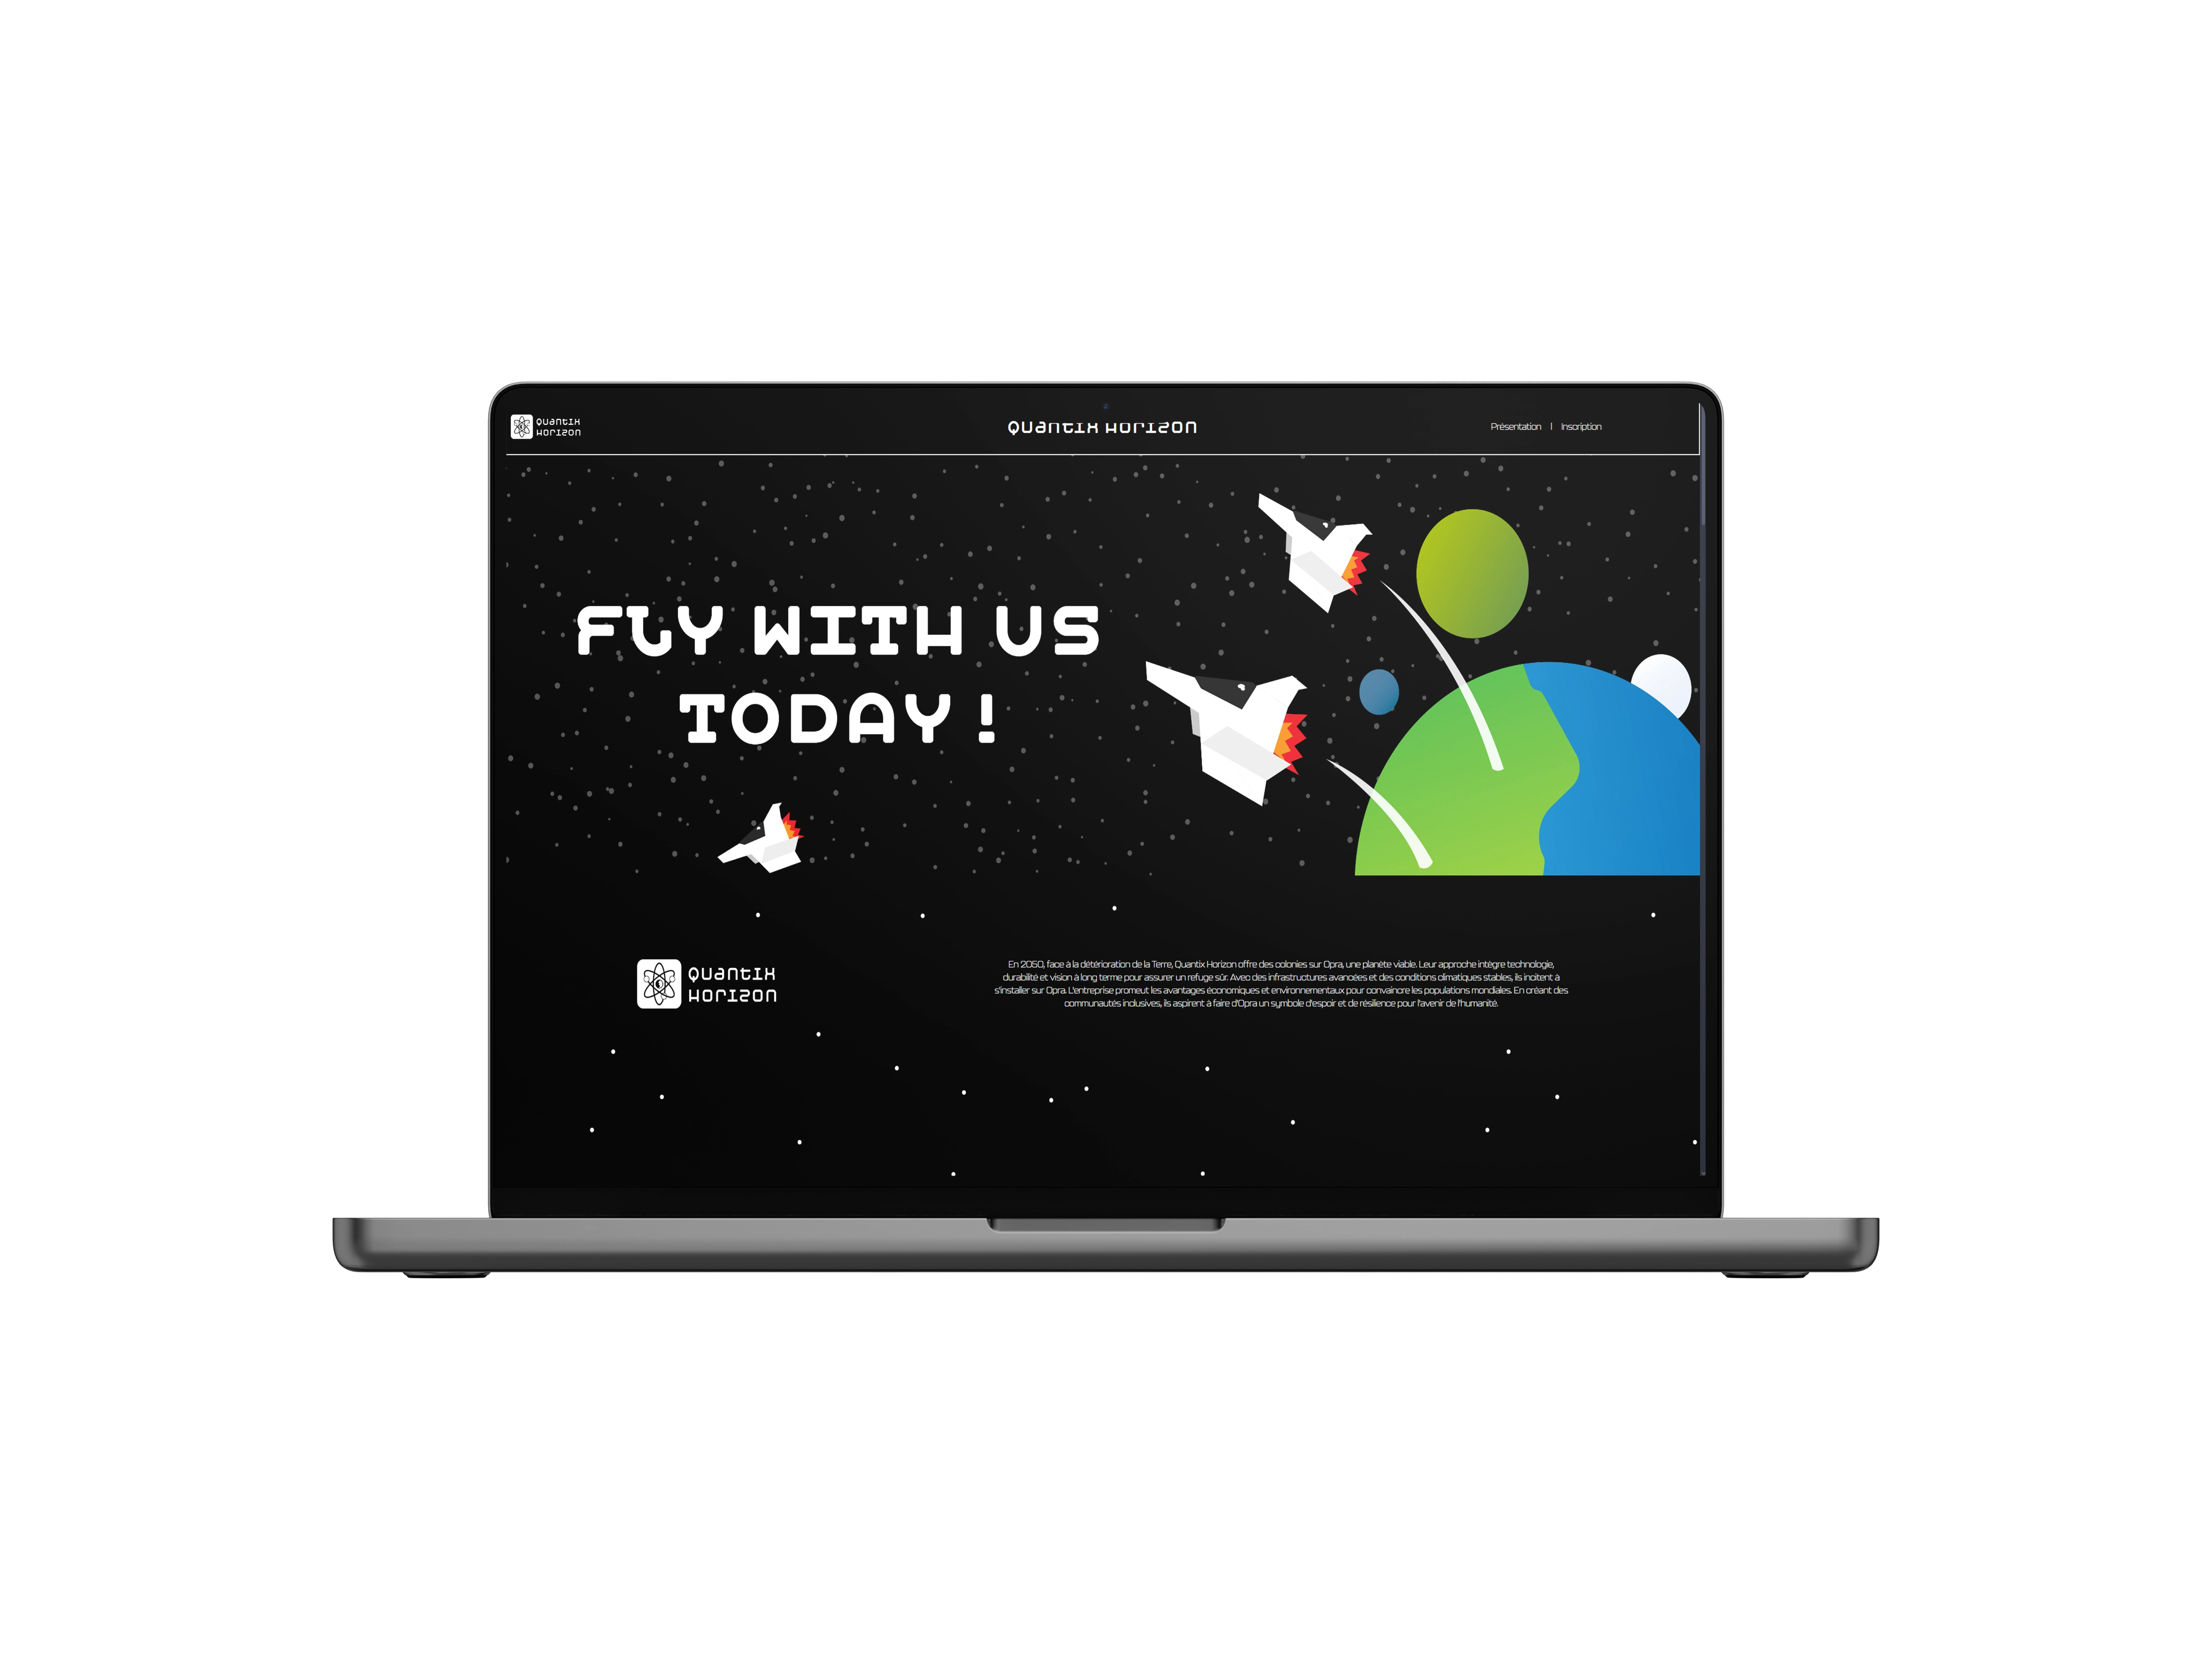 Quantix
Horizon
Quantix Horizon
Présentation | Inscription
FLY WITH US
TODAY !
Quantix
Horizon
En 2050, face à la détérioration de la Terre, Quantix Horizon offre des colonies sur Opra, une planète viable. Leur approche intègre technologie,
durabilité et vision à long terme pour assurer un refuge sûr. Avec des infrastructures avancées et des conditions climatiques stables, ils incitent à
s'installer sur Opra. L'entreprise promeut les avantages économiques et environnementaux pour convaincre les populations mondiales. En créant des
communautés inclusives, ils aspirent à faire d'Opra un symbole d'espoir et de résilience pour l'avenir de l'humanité.